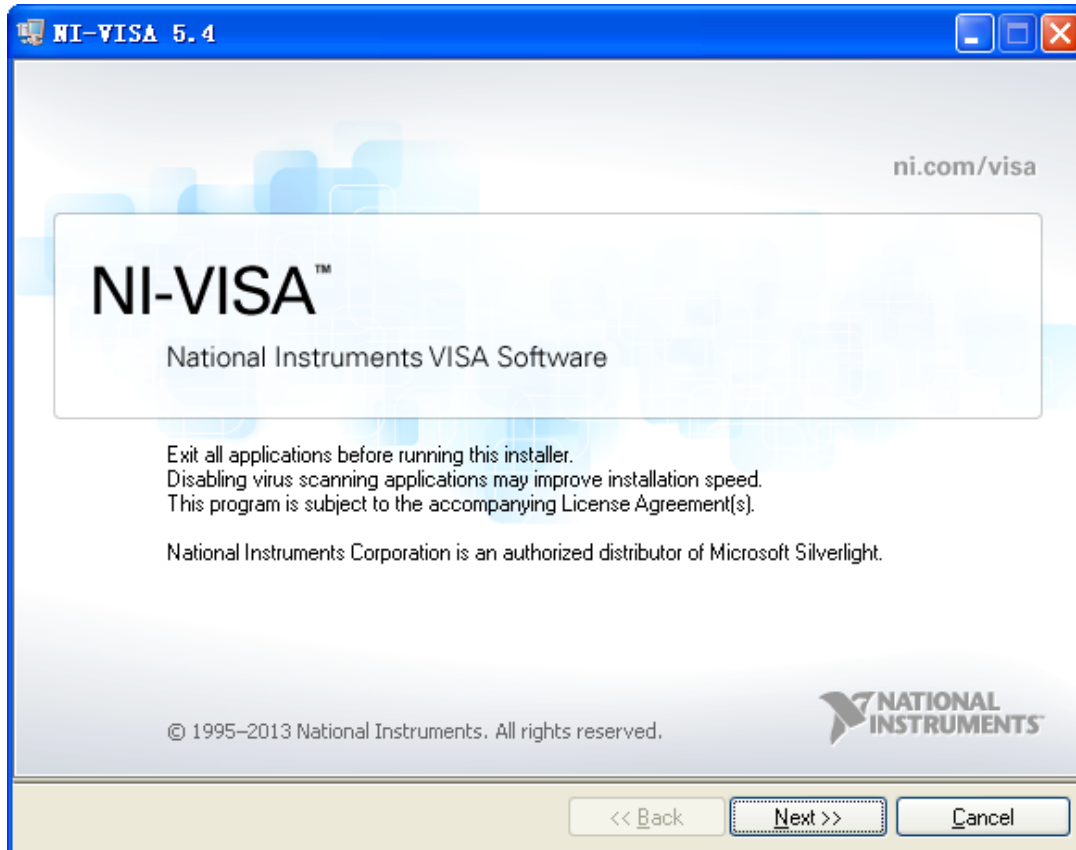 NI-VISA 5.4
ni.com/visa
NI-VISA™
National Instruments VISA Software
Exit all applications before running this installer.
Disabling virus scanning applications may improve installation speed.
This program is subject to the accompanying License Agreement(s).
National Instruments Corporation is an authorized distributor of Microsoft Silverlight.
NATIONAL
INSTRUMENTS™
© 1995–2013 National Instruments. All rights reserved.
<< Back
Next >>
Cancel